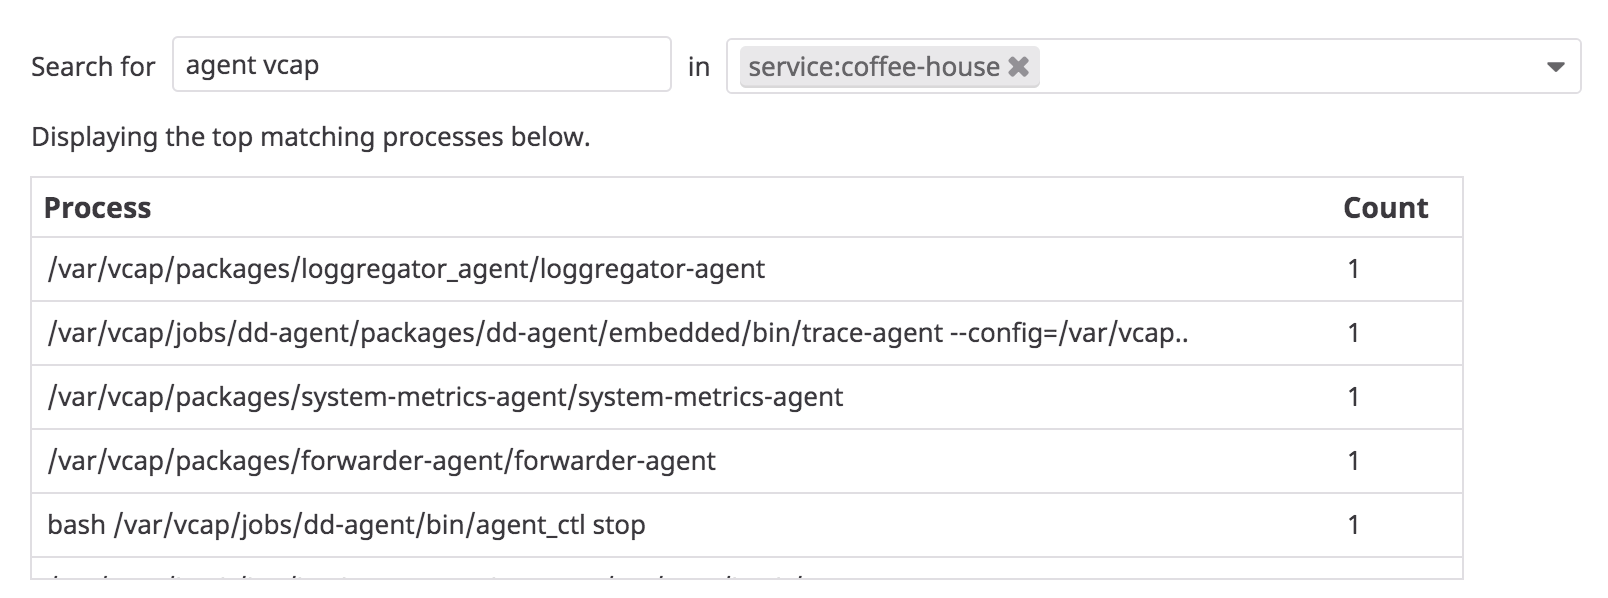 Search for agent vcap in service:coffee-house
Displaying the top matching processes below.
Process Count
/var/vcap/packages/loggregator_agent/loggregator-agent 1
/var/vcap/jobs/dd-agent/packages/dd-agent/embedded/bin/trace-agent --config=/var/vcap.. 1
/var/vcap/packages/system-metrics-agent/system-metrics-agent 1
/var/vcap/packages/forwarder-agent/forwarder-agent 1
bash /var/vcap/jobs/dd-agent/bin/agent_ctl stop 1